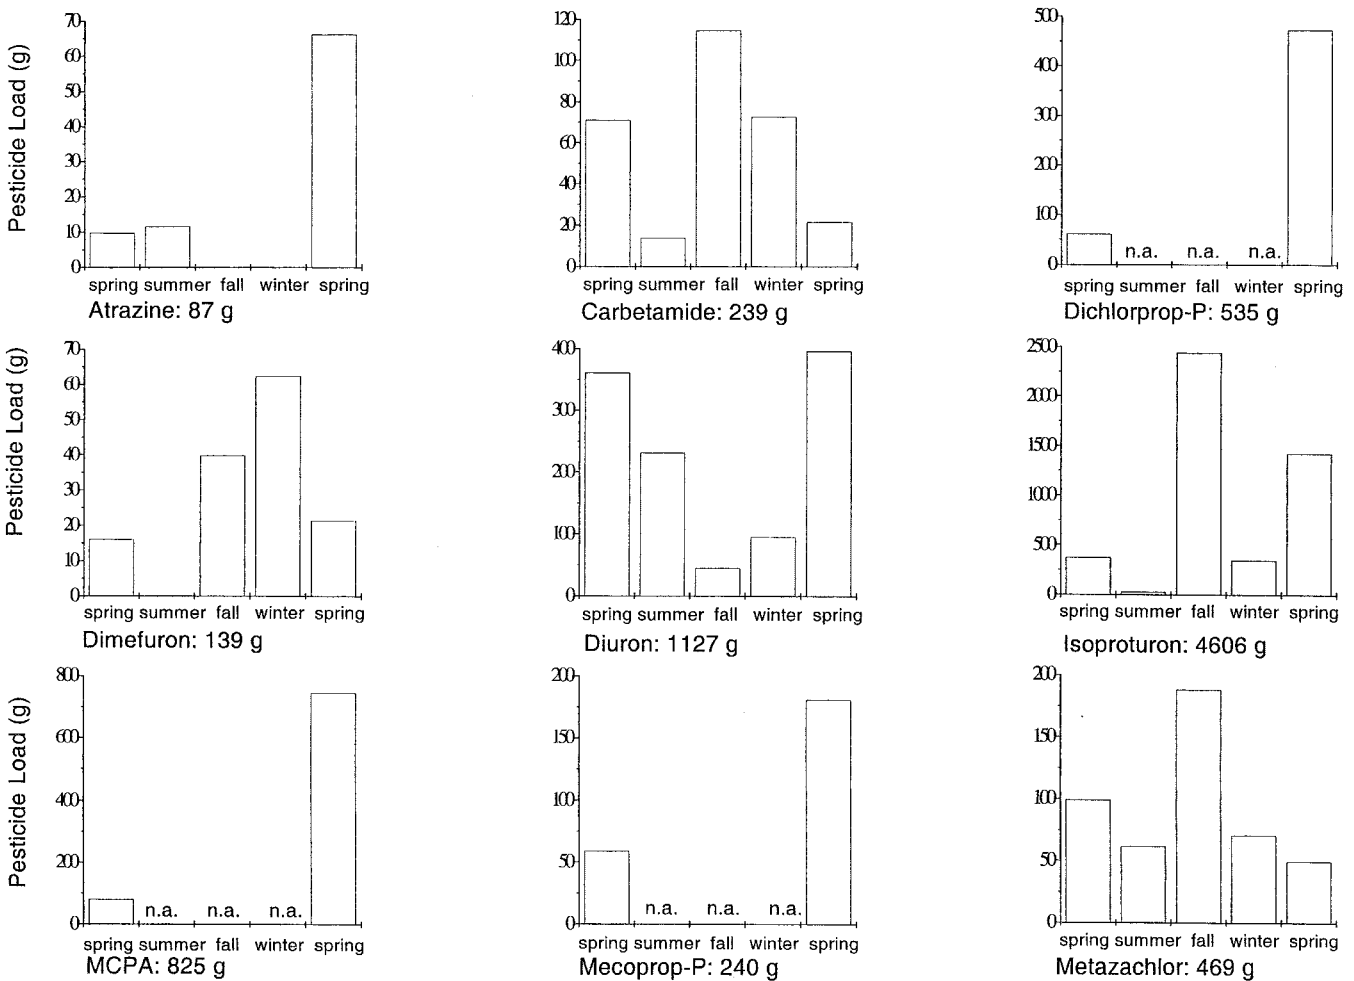 Pesticide Load (g)
70
60
50
40
30
20
10
0
spring summer fall winter spring
Atrazine: 87 g
120
100
80
60
40
20
0
spring summer fall winter spring
Carbetamide: 239 g
500
400
300
200
100
0
n.a. n.a. n.a.
spring summer fall winter spring
Dichlorprop-P: 535 g
Pesticide Load (g)
70
60
50
40
30
20
10
0
spring summer fall winter spring
Dimefuron: 139 g
400
300
200
100
0
spring summer fall winter spring
Diuron: 1127 g
2500
2000
1500
1000
500
0
spring summer fall winter spring
Isoproturon: 4606 g
Pesticide Load (g)
800
600
400
200
0
n.a. n.a. n.a.
spring summer fall winter spring
MCPA: 825 g
200
150
100
50
0
n.a. n.a. n.a.
spring summer fall winter spring
Mecoprop-P: 240 g
200
150
100
50
0
spring summer fall winter spring
Metazachlor: 469 g